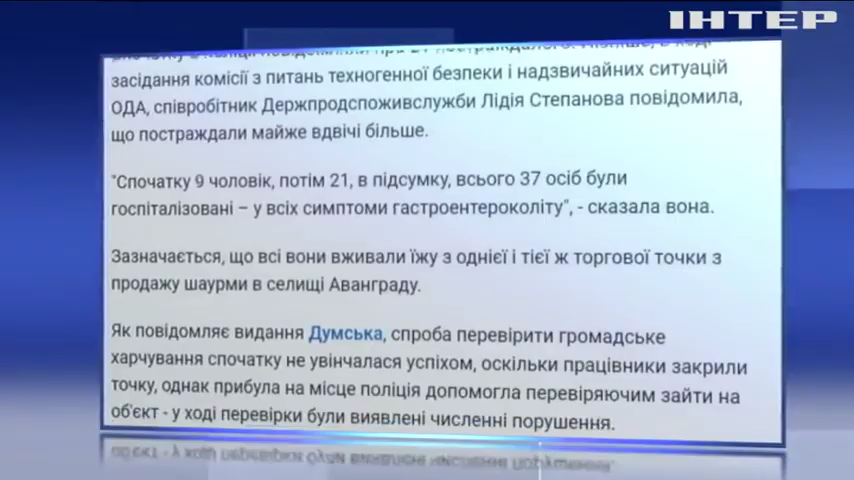 ІНТЕР
засідання комісії з питань техногенної безпеки і надзвичайних ситуацій
ОДА, співробітник Держпродспоживслужби Лідія Степанова повідомила,
що постраждали майже вдвічі більше.
"Спочатку 9 чоловік, потім 21, в підсумку, всього 37 осіб були
госпіталізовані – у всіх симптоми гастроентероколіту", - сказала вона.
Зазначається, що всі вони вживали їжу з однієї і тієї ж торгової точки з
продажу шаурми в селищі Авангарду.
Як повідомляє видання Думська, спроба перевірити громадське
харчування спочатку не увінчалася успіхом, оскільки працівники закрили
точку, однак прибула на місце поліція допомогла перевіряючим зайти на
об'єкт - у ході перевірки були виявлені численні порушення.